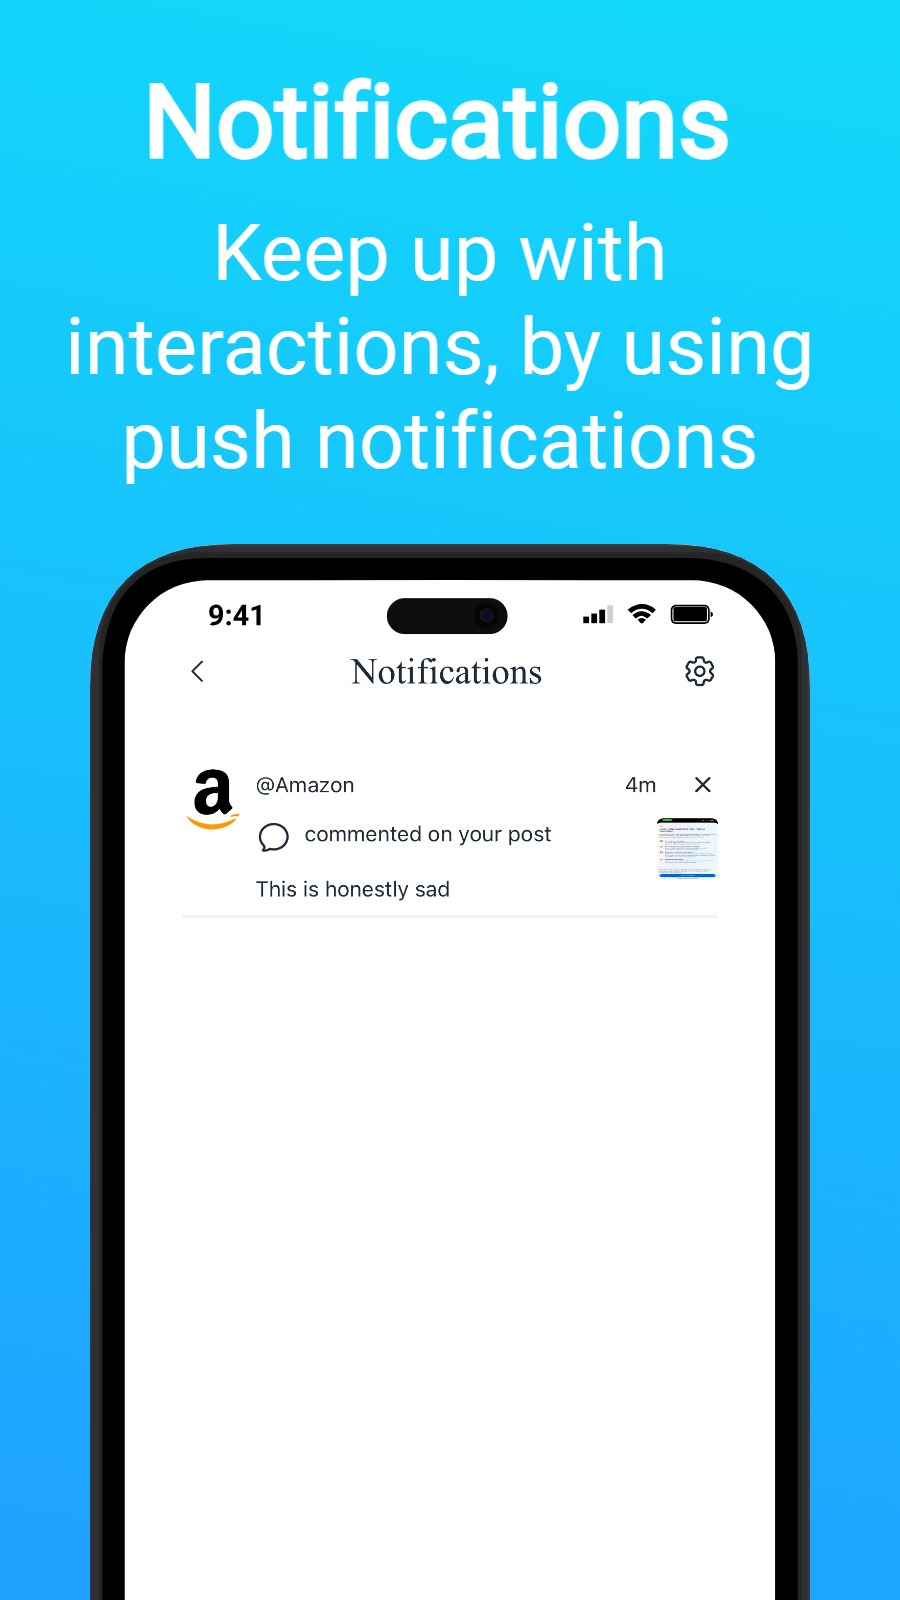 Notifications
Keep up with
interactions, by using
push notifications
9:41
Notifications
@Amazon 4m
commented on your post
This is honestly sad